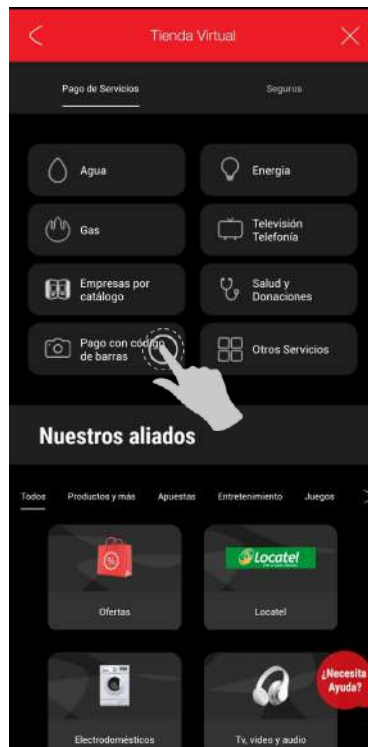 Tienda Virtual
Pago de Servicios
Seguros
Agua
Energía
Gas
Televisión
Telefonía
Empresas por
catálogo
Salud y
Donaciones
Pago con código
de barras
Otros Servicios
Nuestros aliados
Todos Productos y más Apuestas Entretenimiento Juegos
Ofertas
Locatel
Locatel
¿Necesita
Ayuda?
Electrodomésticos
Tv, video y audio